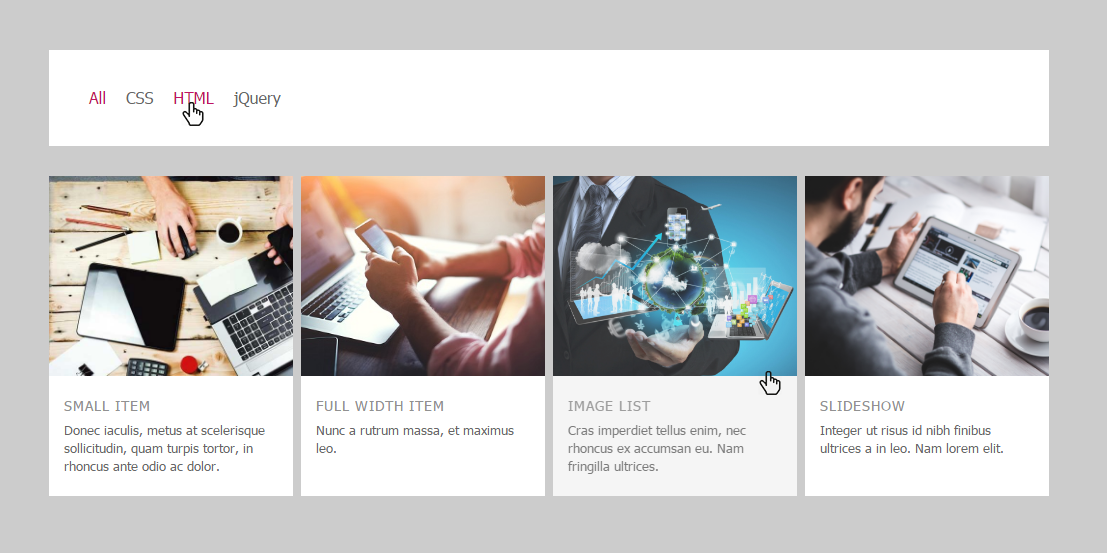 All CSS HTML jQuery
SMALL ITEM
Donec iaculis, metus at scelerisque
sollicitudin, quam turpis tortor, in
rhoncus ante odio ac dolor.
FULL WIDTH ITEM
Nunc a rutrum massa, et maximus
leo.
IMAGE LIST
Cras imperdiet tellus enim, nec
rhoncus ex accumsan eu. Nam
fringilla ultrices.
SLIDESHOW
Integer ut risus id nibh finibus
ultrices a in leo. Nam lorem elit.